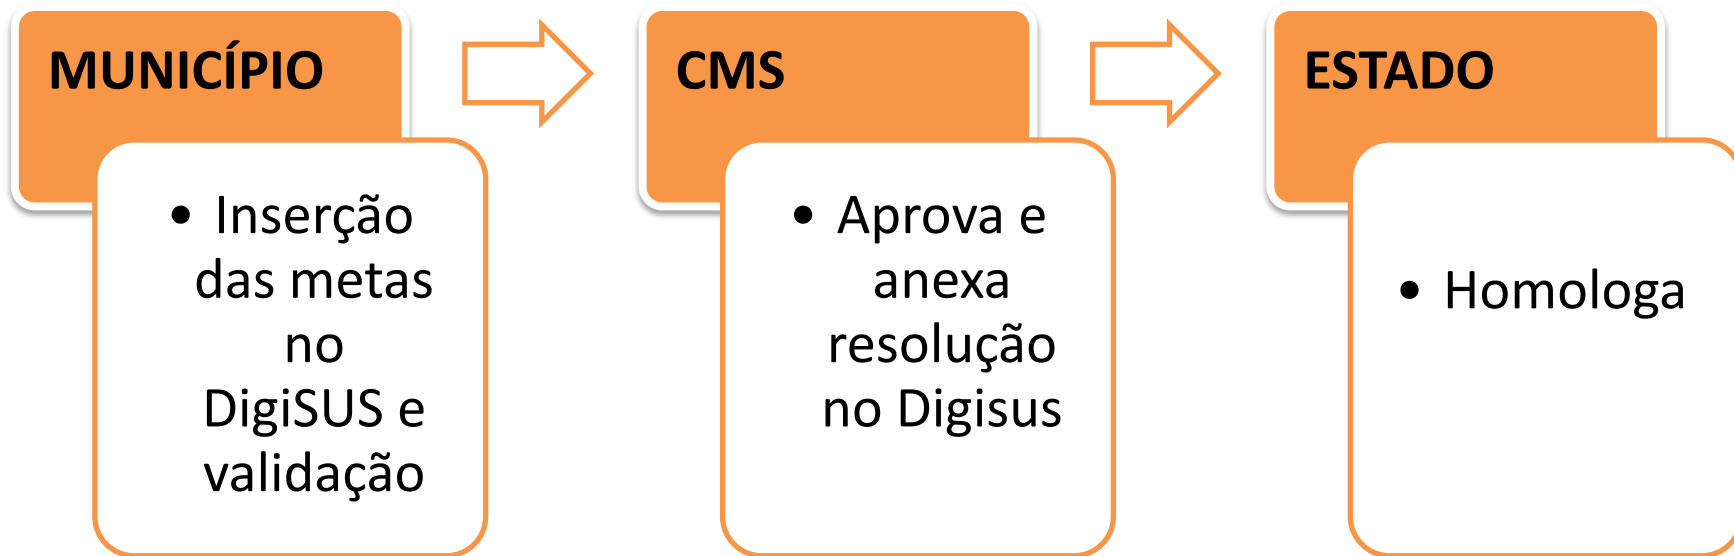 MUNICÍPIO
• Inserção
das metas
no
DigiSUS e
validação
CMS
• Aprova e
anexa
resolução
no Digisus
ESTADO
• Homologa